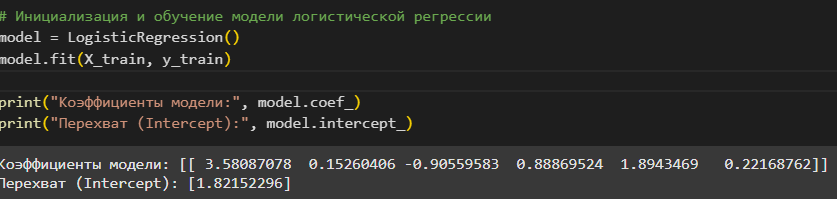 # Инициализация и обучение модели логистической регрессии
model = LogisticRegression()
model.fit(X_train, y_train)
print("Коэффициенты модели:", model.coef_)
print("Перехват (Intercept):", model.intercept_)
Коэффициенты модели: [[ 3.58087078  0.15260406 -0.90559583  0.88869524  1.8943469   0.22168762]]
Перехват (Intercept): [1.82152296]